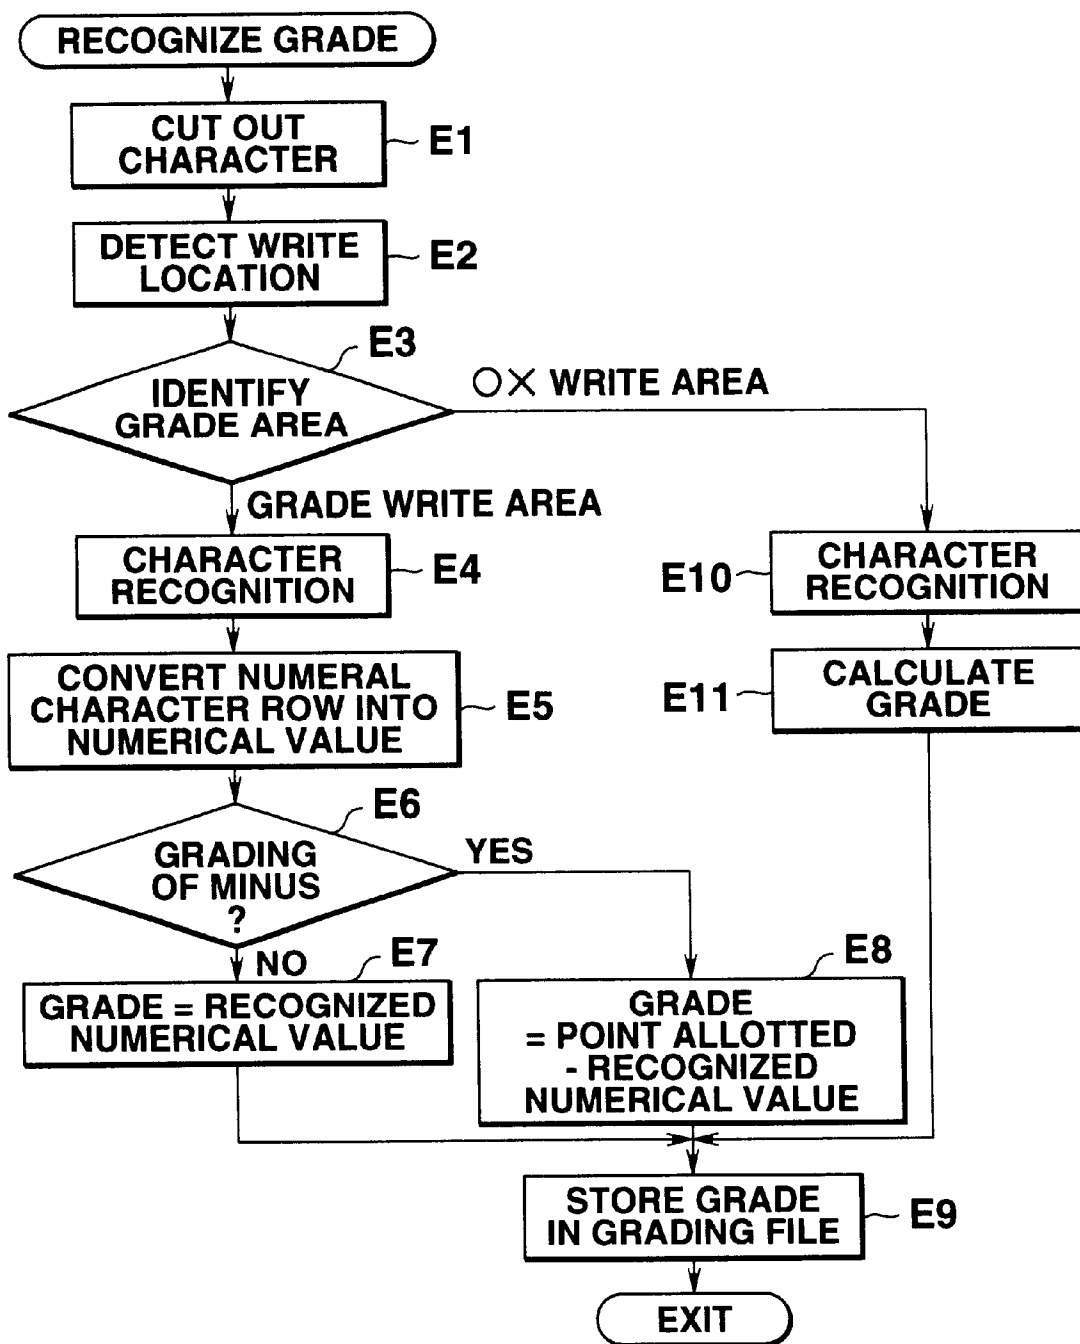 RECOGNIZE GRADE
CUT OUT
CHARACTER
E1
DETECT WRITE
LOCATION
E2
E3
IDENTIFY
GRADE AREA
○× WRITE AREA
GRADE WRITE AREA
CHARACTER
RECOGNITION
E4
E10
CHARACTER
RECOGNITION
CONVERT NUMERAL
CHARACTER ROW INTO
NUMERICAL VALUE
E5
E11
CALCULATE
GRADE
E6
GRADING
OF MINUS
?
YES
NO
E7
GRADE = RECOGNIZED
NUMERICAL VALUE
E8
GRADE
= POINT ALLOTTED
- RECOGNIZED
NUMERICAL VALUE
STORE GRADE
IN GRADING FILE
E9
EXIT